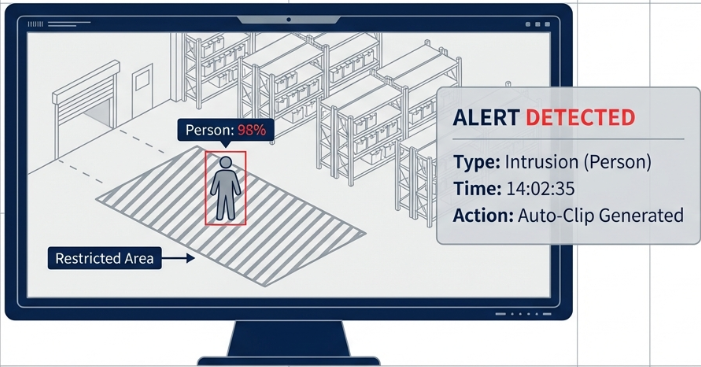 Person: 98%
Restricted Area
ALERT DETECTED
Type: Intrusion (Person)
Time: 14:02:35
Action: Auto-Clip Generated